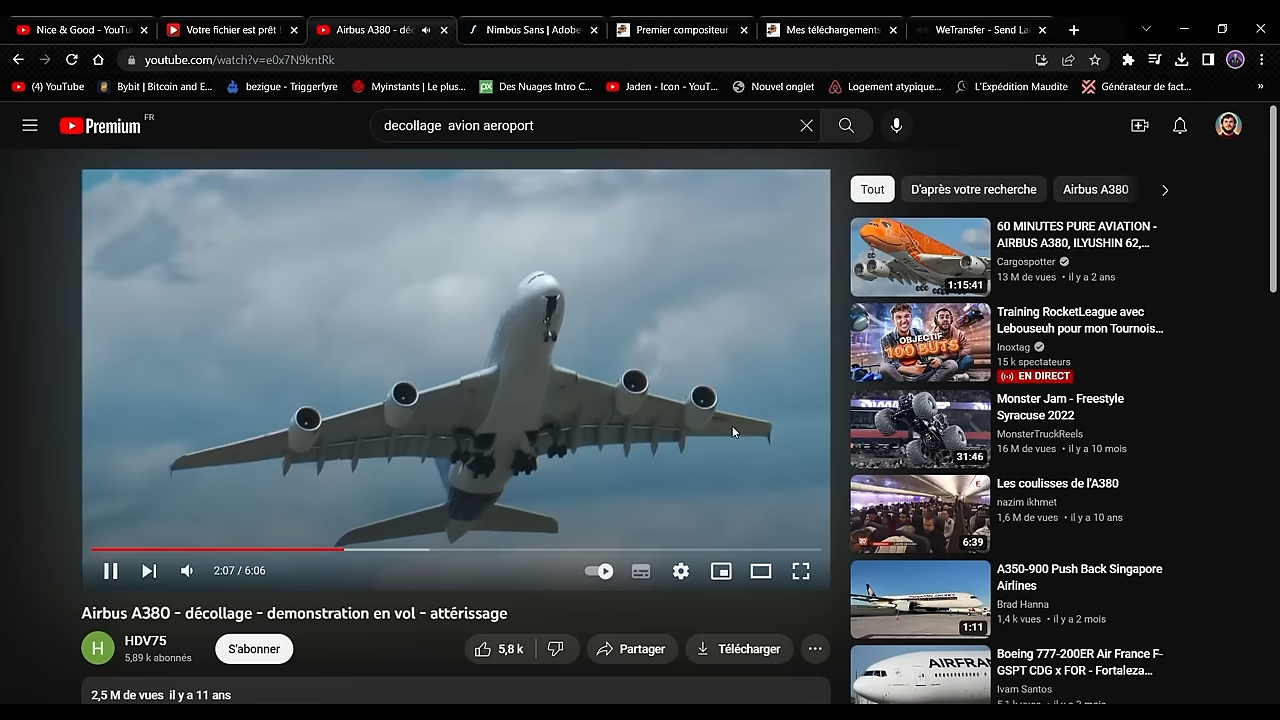 Nice & Good - YouTu
Votre fichier est prêt
Airbus A380 - déc
Nimbus Sans | Adobe
Premier compositeur
Mes téléchargements
WeTransfer - Send La
youtube.com/watch?v=e0x7N9kntRk
(4) YouTube
Bybit | Bitcoin and E...
bezigue - Triggerfyre
Myinstants | Le plus...
Des Nuages Intro C...
Jaden - Icon - YouT...
Nouvel onglet
Logement atypique...
L'Expédition Maudite
Générateur de fact...
»
Premium FR
decollage avion aeroport
Tout
D'après votre recherche
Airbus A380
60 MINUTES PURE AVIATION -
AIRBUS A380, ILYUSHIN 62,...
Cargospotter
13 M de vues • il y a 2 ans
1:15:41
OBJECTIF
100 BUTS
Training RocketLeague avec
Lebouseuh pour mon Tournois...
Inoxtag
15 k spectateurs
EN DIRECT
Monster Jam - Freestyle
Syracuse 2022
MonsterTruckReels
16 M de vues • il y a 10 mois
31:46
Les coulisses de l'A380
nazim ikhmet
1,6 M de vues • il y a 10 ans
6:39
A350-900 Push Back Singapore
Airlines
Brad Hanna
1,4 k vues • il y a 2 mois
1:11
AIRFRAN
Boeing 777-200ER Air France F-
GSPT CDG x FOR - Fortaleza...
Ivam Santos
2:07 / 6:06
Airbus A380 - décollage - demonstration en vol - attérissage
H
HDV75
5,89 k abonnés
S'abonner
5,8 k
Partager
Télécharger
2,5 M de vues il y a 11 ans